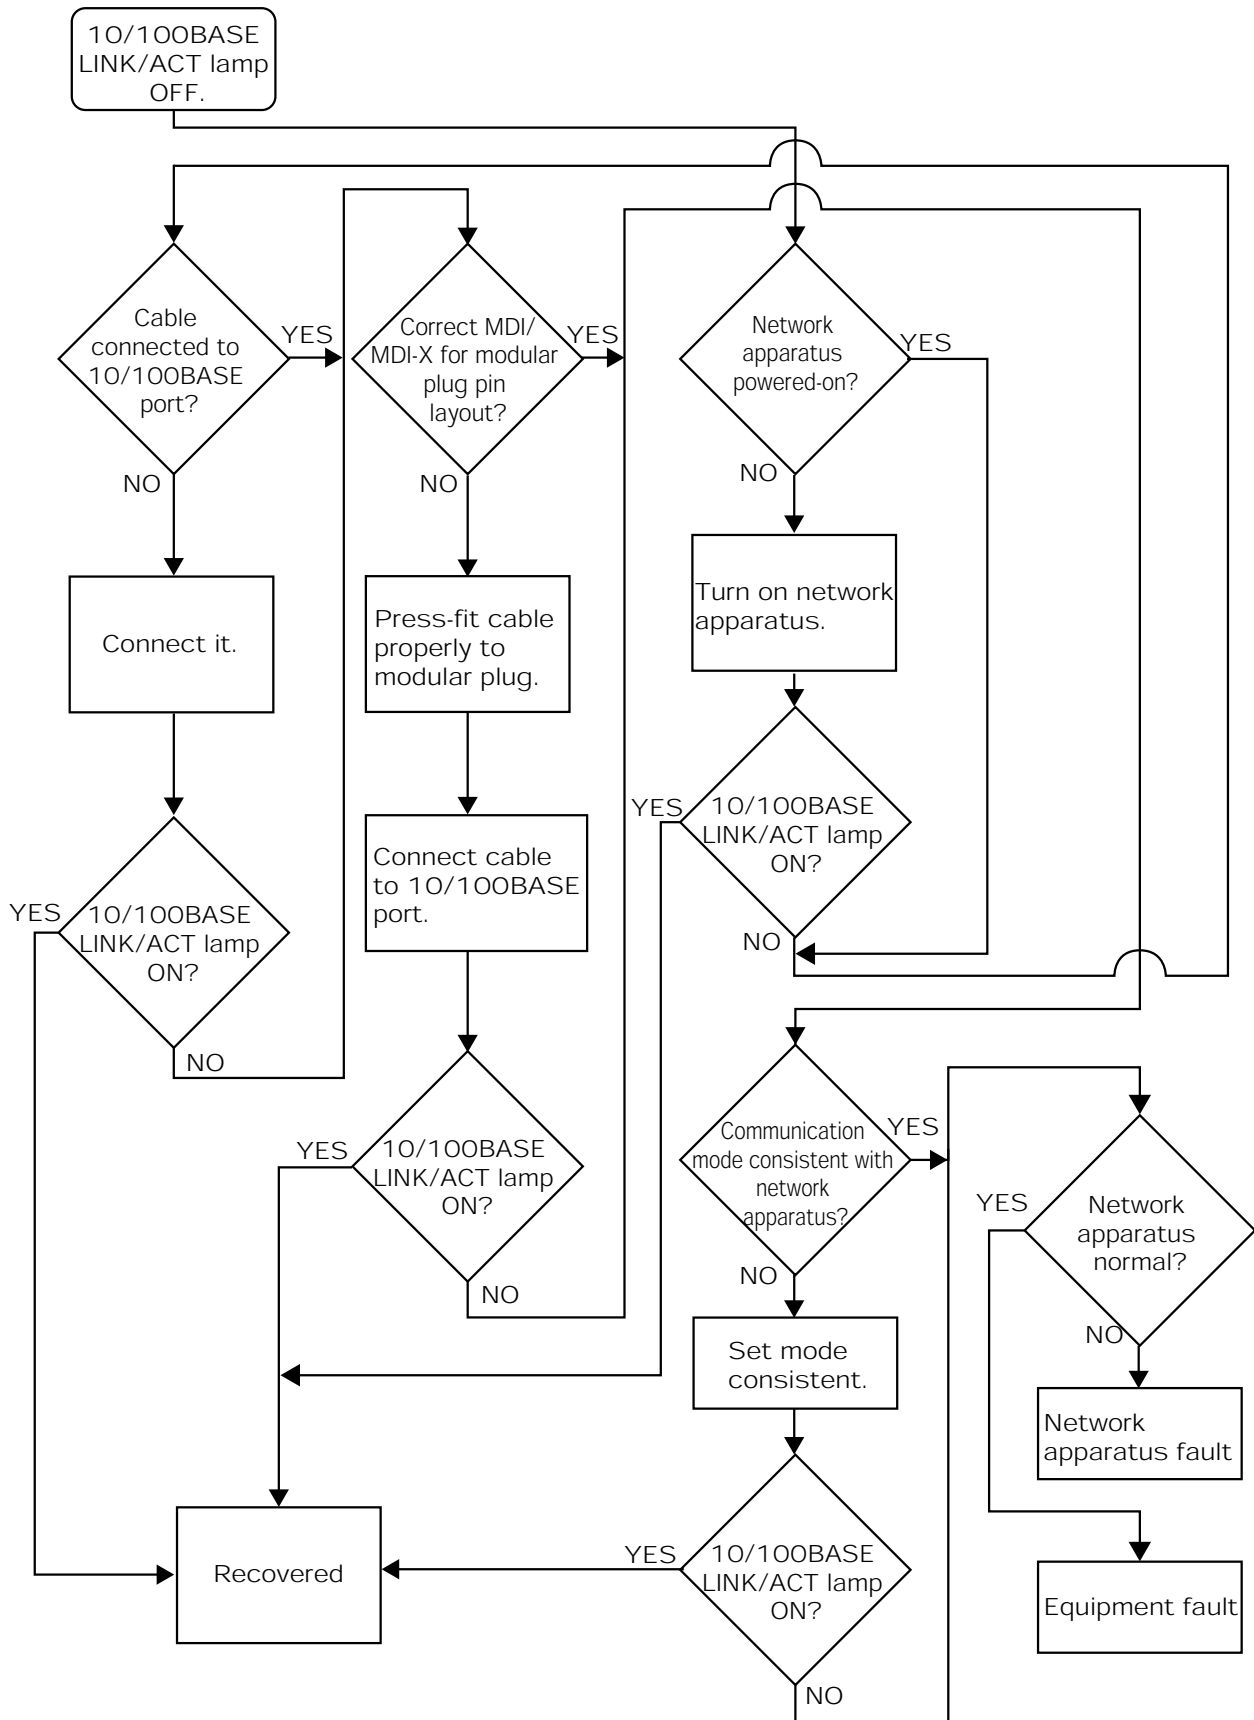 10/100BASE
LINK/ACT lamp
OFF.
Cable
connected to
10/100BASE
port?
YES
NO
Connect it.
10/100BASE
LINK/ACT lamp
ON?
YES
NO
Correct MDI/
MDI-X for modular
plug pin
layout?
YES
NO
Press-fit cable
properly to
modular plug.
Connect cable
to 10/100BASE
port.
10/100BASE
LINK/ACT lamp
ON?
YES
NO
Network
apparatus
powered-on?
YES
NO
Turn on network
apparatus.
10/100BASE
LINK/ACT lamp
ON?
YES
NO
Communication
mode consistent with
network
apparatus?
YES
NO
Set mode
consistent.
10/100BASE
LINK/ACT lamp
ON?
YES
NO
Network
apparatus
normal?
YES
NO
Network
apparatus fault
Equipment fault
Recovered